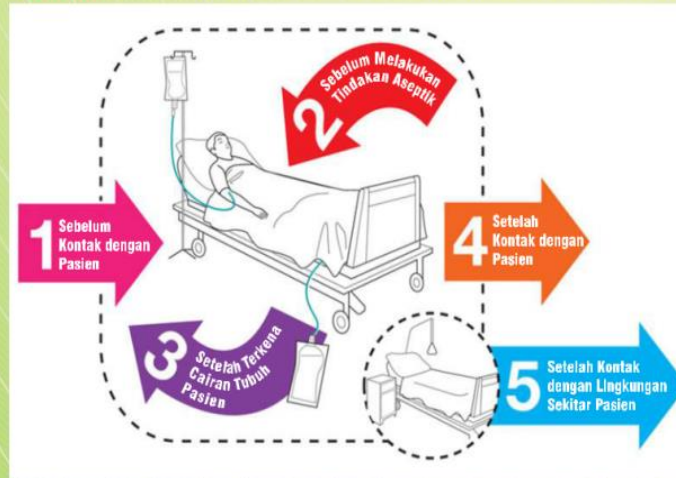 1
Sebelum
Kontak dengan
Pasien
2
Sebelum Melakukan
Tindakan Aseptik
3
Setelah Terkena
Cairan Tubuh
Pasien
4
Setelah
Kontak dengan
Pasien
5
Setelah Kontak
dengan Lingkungan
Sekitar Pasien